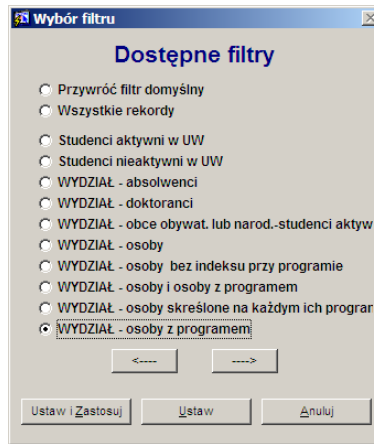 Wybór filtru
Dostępne filtry
Przywróć filtr domyślny
Wszystkie rekordy
Studenci aktywni w UW
Studenci nieaktywni w UW
WYDZIAŁ - absolwenci
WYDZIAŁ - doktoranci
WYDZIAŁ - obce obywat. lub narod.-studenci aktyw
WYDZIAŁ - osoby
WYDZIAŁ - osoby bez indeksu przy programie
WYDZIAŁ - osoby i osoby z programem
WYDZIAŁ - osoby skreślone na każdym ich program
WYDZIAŁ - osoby z programem
<---- ---->
Ustaw i Zastosuj Ustaw Anuluj